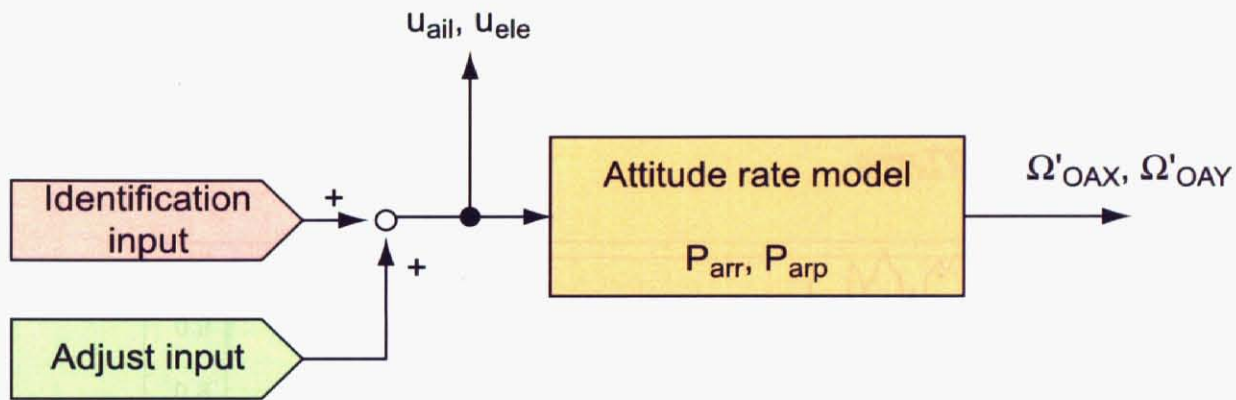 u_ail, u_ele
Identification
input
+
+
Adjust input
Attitude rate model
P_arr, P_arp
Ω'_OAX, Ω'_OAY